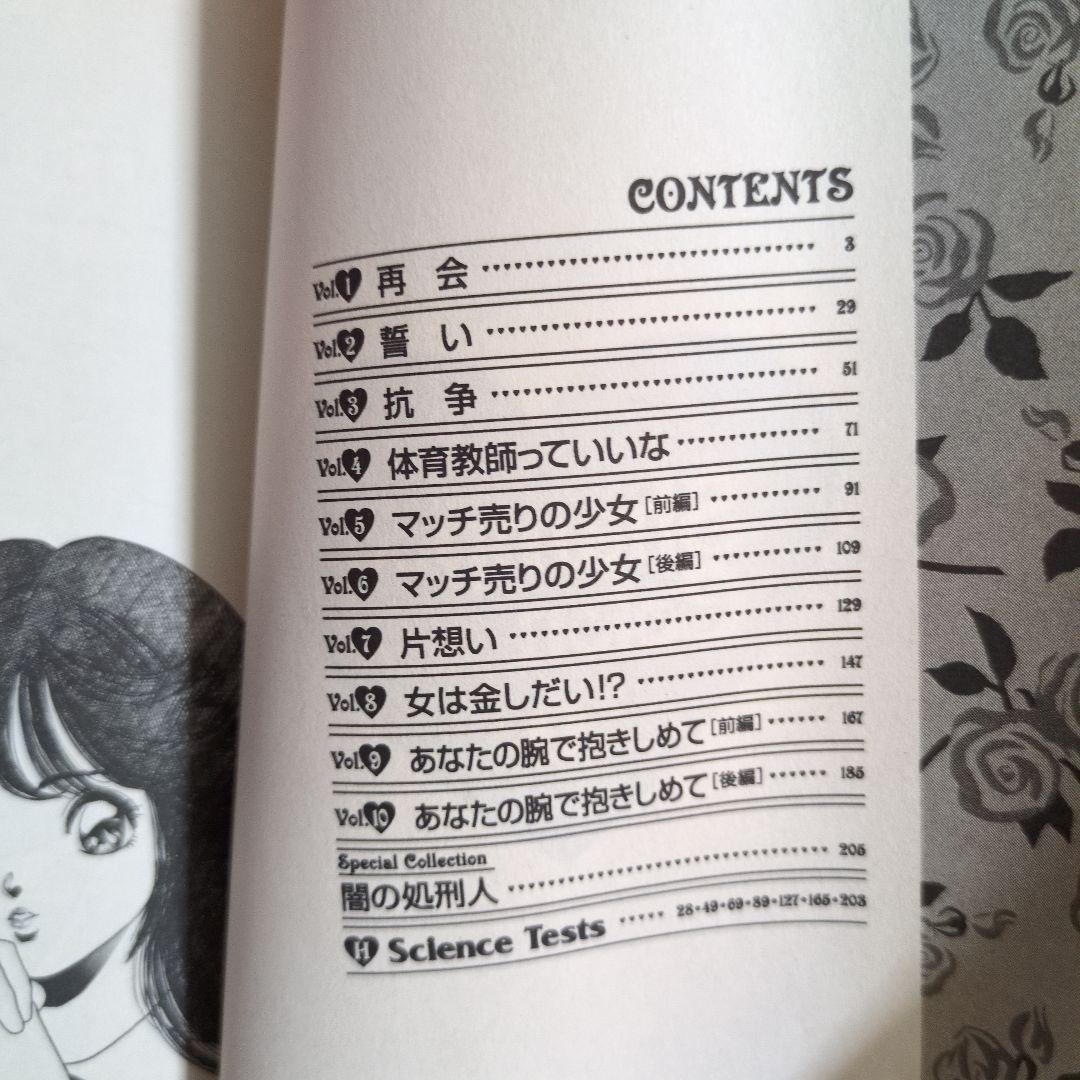 CONTENTS
Vol.1 再会 3
Vol.2 誓い 29
Vol.3 抗争 51
Vol.4 体育教師っていいな 71
Vol.5 マッチ売りの少女[前編] 91
Vol.6 マッチ売りの少女[後編] 109
Vol.7 片想い 129
Vol.8 女は金しだい!? 147
Vol.9 あなたの腕で抱きしめて[前編] 167
Vol.10 あなたの腕で抱きしめて[後編] 185
Special Collection
闇の処刑人 205
H Science Tests 28・49・69・89・127・165・203